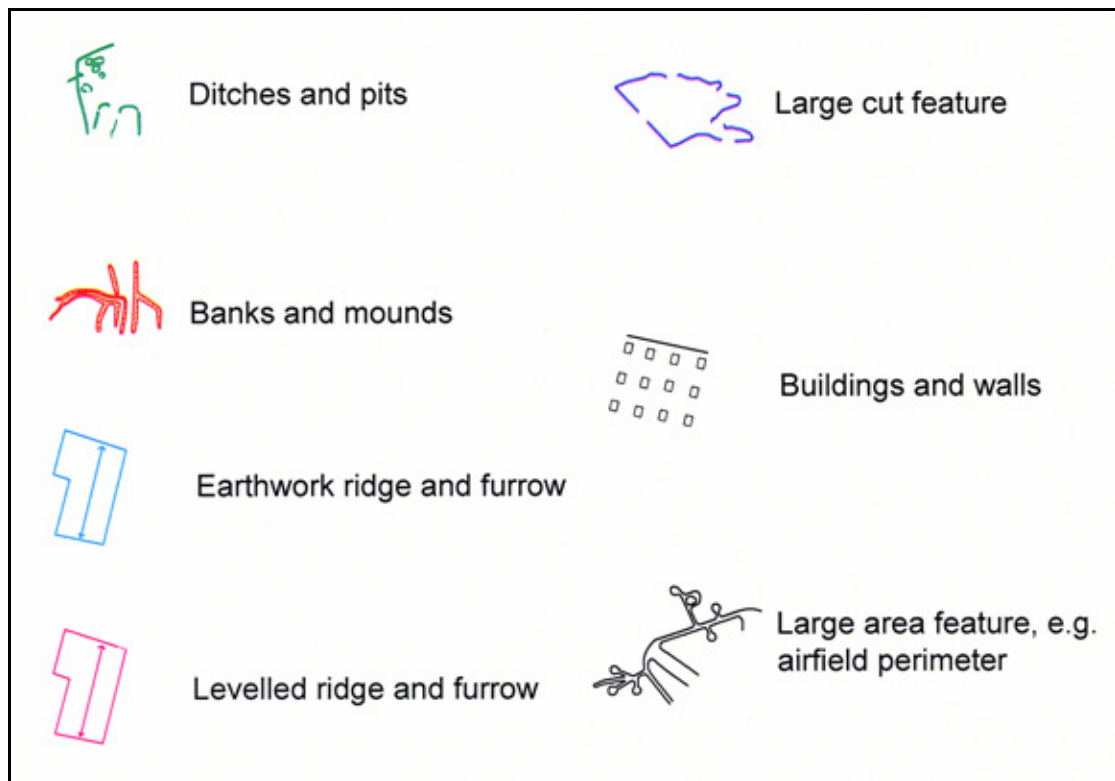 Ditches and pits
Banks and mounds
Earthwork ridge and furrow
Levelled ridge and furrow
Large cut feature
Buildings and walls
Large area feature, e.g.
airfield perimeter